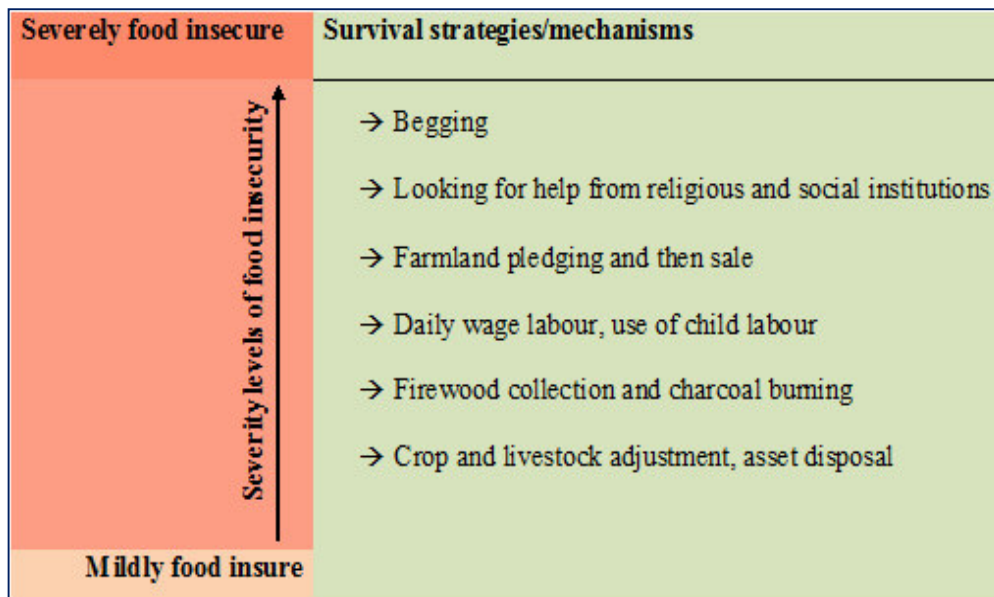 Severely food insecure
Survival strategies/mechanisms
Severity levels of food insecurity
→ Begging
→ Looking for help from religious and social institutions
→ Farmland pledging and then sale
→ Daily wage labour, use of child labour
→ Firewood collection and charcoal burning
→ Crop and livestock adjustment, asset disposal
Mildly food insure